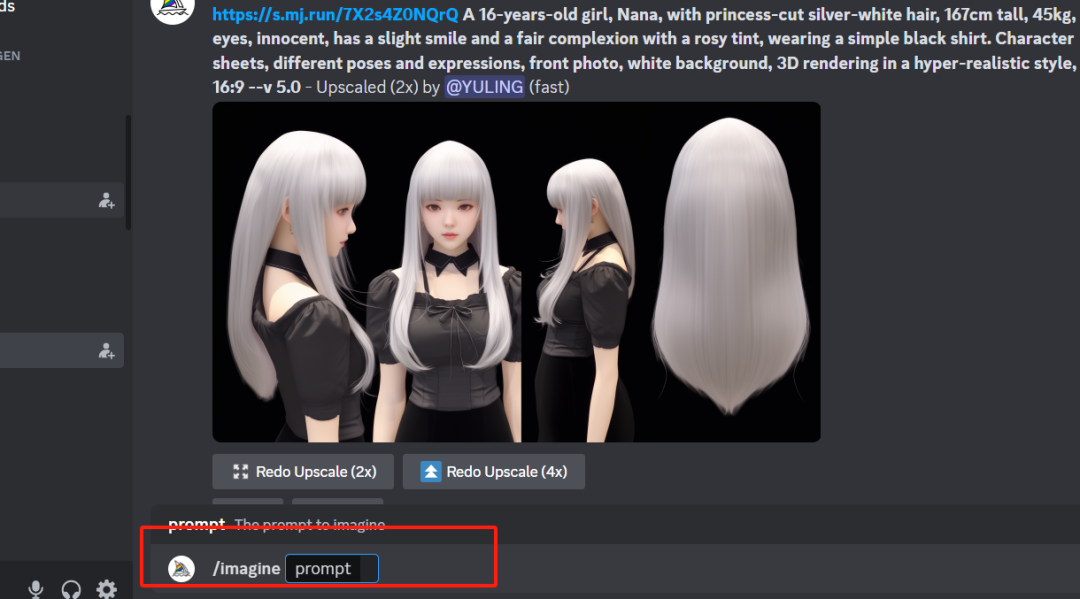 ds
GEN
https://s.mj.run/7X2s4Z0NQrQ A 16-years-old girl, Nana, with princess-cut silver-white hair, 167cm tall, 45kg,
eyes, innocent, has a slight smile and a fair complexion with a rosy tint, wearing a simple black shirt. Character
sheets, different poses and expressions, front photo, white background, 3D rendering in a hyper-realistic style,
16:9 --v 5.0 - Upscaled (2x) by @YULING (fast)
Redo Upscale (2x) Redo Upscale (4x)
prompt The prompt to imagine
/imagine prompt